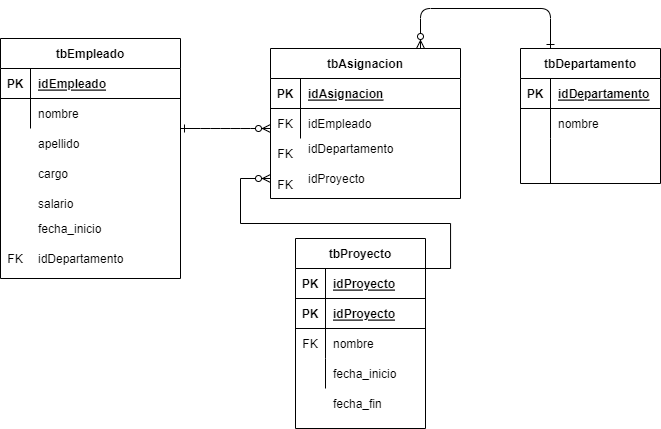 tbEmpleado
PK idEmpleado
nombre
apellido
cargo
salario
fecha_inicio
FK idDepartamento
tbAsignacion
PK idAsignacion
FK idEmpleado
FK idDepartamento
FK idProyecto
tbDepartamento
PK idDepartamento
nombre
tbProyecto
PK idProyecto
PK idProyecto
FK nombre
fecha_inicio
fecha_fin